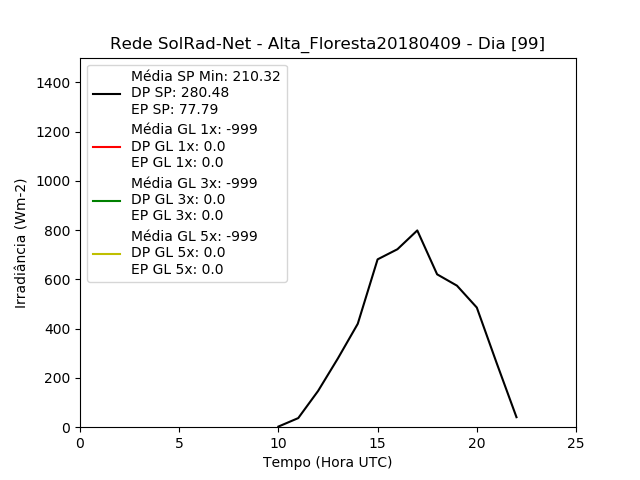 Rede SolRad-Net - Alta_Floresta20180409 - Dia [99]
Média SP Min: 210.32
DP SP: 280.48
EP SP: 77.79
Média GL 1x: -999
DP GL 1x: 0.0
EP GL 1x: 0.0
Média GL 3x: -999
DP GL 3x: 0.0
EP GL 3x: 0.0
Média GL 5x: -999
DP GL 5x: 0.0
EP GL 5x: 0.0
Irradiância (Wm-2)
1400
1200
1000
800
600
400
200
0
0 5 10 15 20 25
Tempo (Hora UTC)